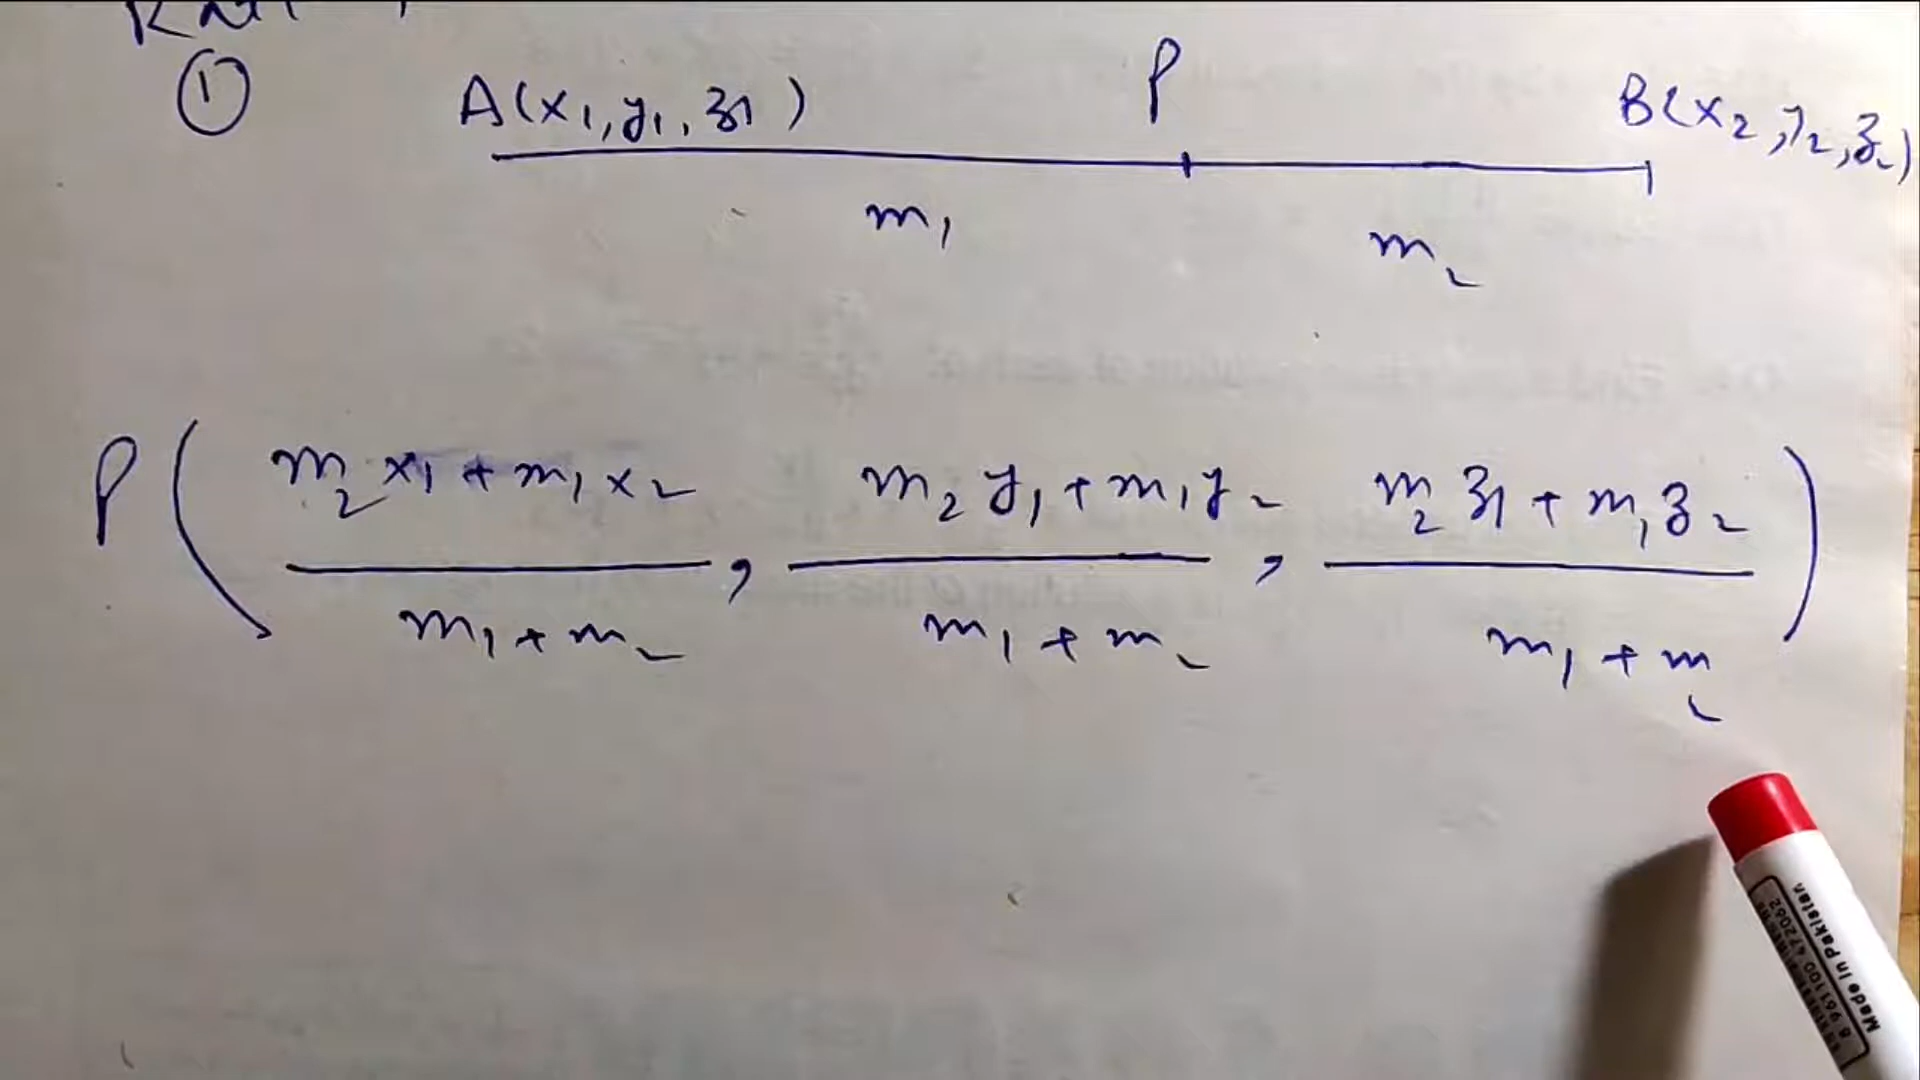 ①
A(x₁, y₁, z₁) P B(x₂, y₂, z₂)
m₁ m₂
P( (m₂x₁ + m₁x₂)/(m₁ + m₂), (m₂y₁ + m₁y₂)/(m₁ + m₂), (m₂z₁ + m₁z₂)/(m₁ + m₂) )
Made in Pakistan